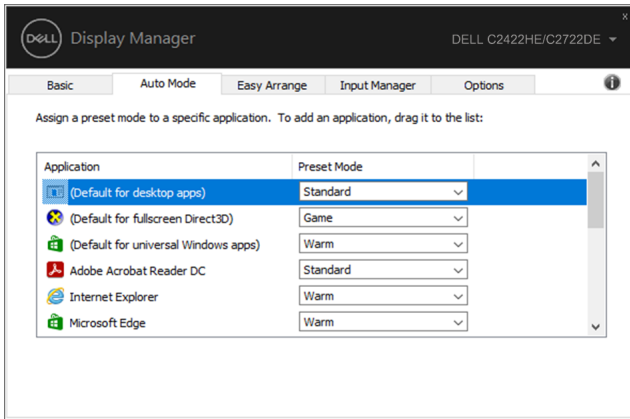 x
DELL Display Manager DELL C2422HE/C2722DE
Basic Auto Mode Easy Arrange Input Manager Options i
Assign a preset mode to a specific application. To add an application, drag it to the list:
Application Preset Mode
(Default for desktop apps) Standard
(Default for fullscreen Direct3D) Game
(Default for universal Windows apps) Warm
Adobe Acrobat Reader DC Standard
Internet Explorer Warm
Microsoft Edge Warm